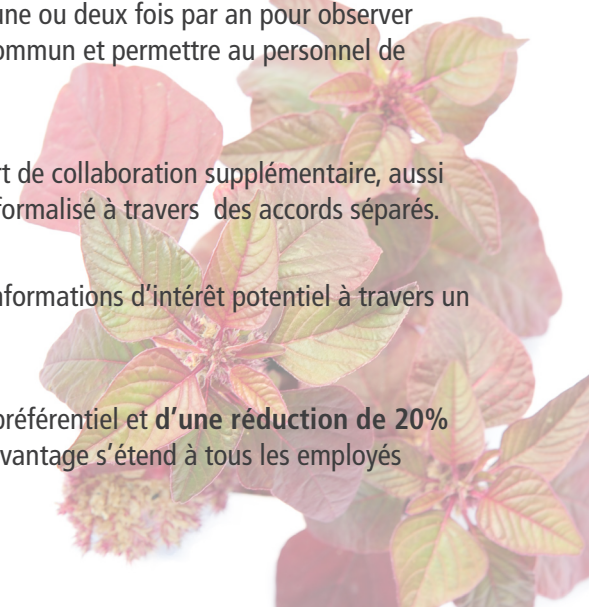 une ou deux fois par an pour observer
ommun et permettre au personnel de
rt de collaboration supplémentaire, aussi
formalisé à travers des accords séparés.
nformations d’intérêt potentiel à travers un
préférentiel et d’une réduction de 20%
vantage s’étend à tous les employés